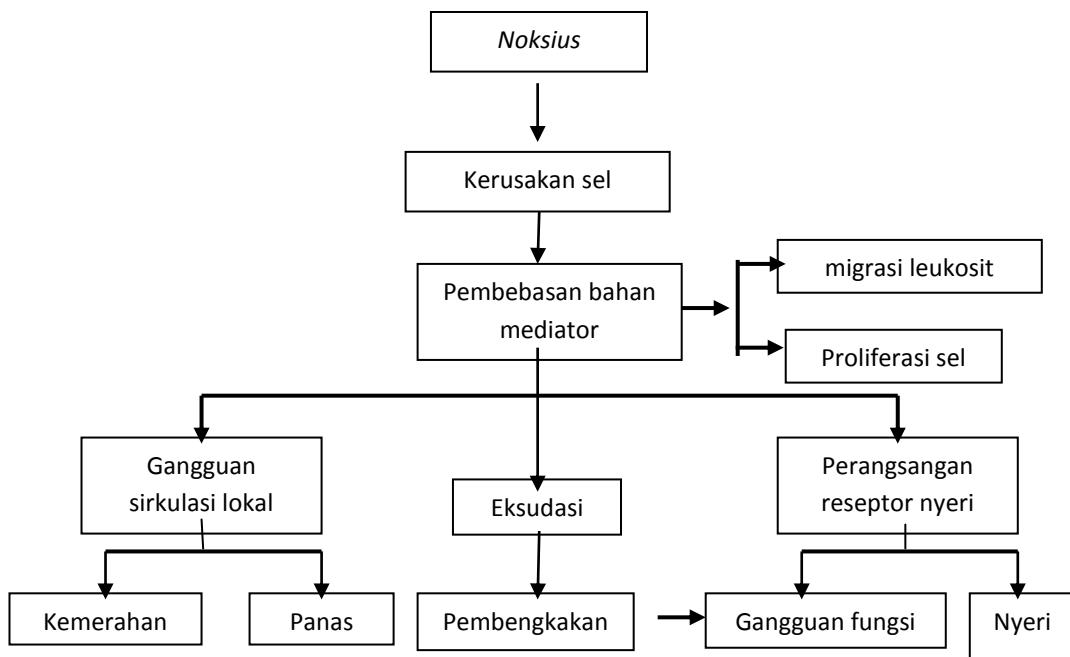 Noksius
Kerusakan sel
Pembebasan bahan
mediator
migrasi leukosit
Proliferasi sel
Gangguan
sirkulasi lokal
Eksudasi
Perangsangan
reseptor nyeri
Kemerahan
Panas
Pembengkakan
Gangguan fungsi
Nyeri